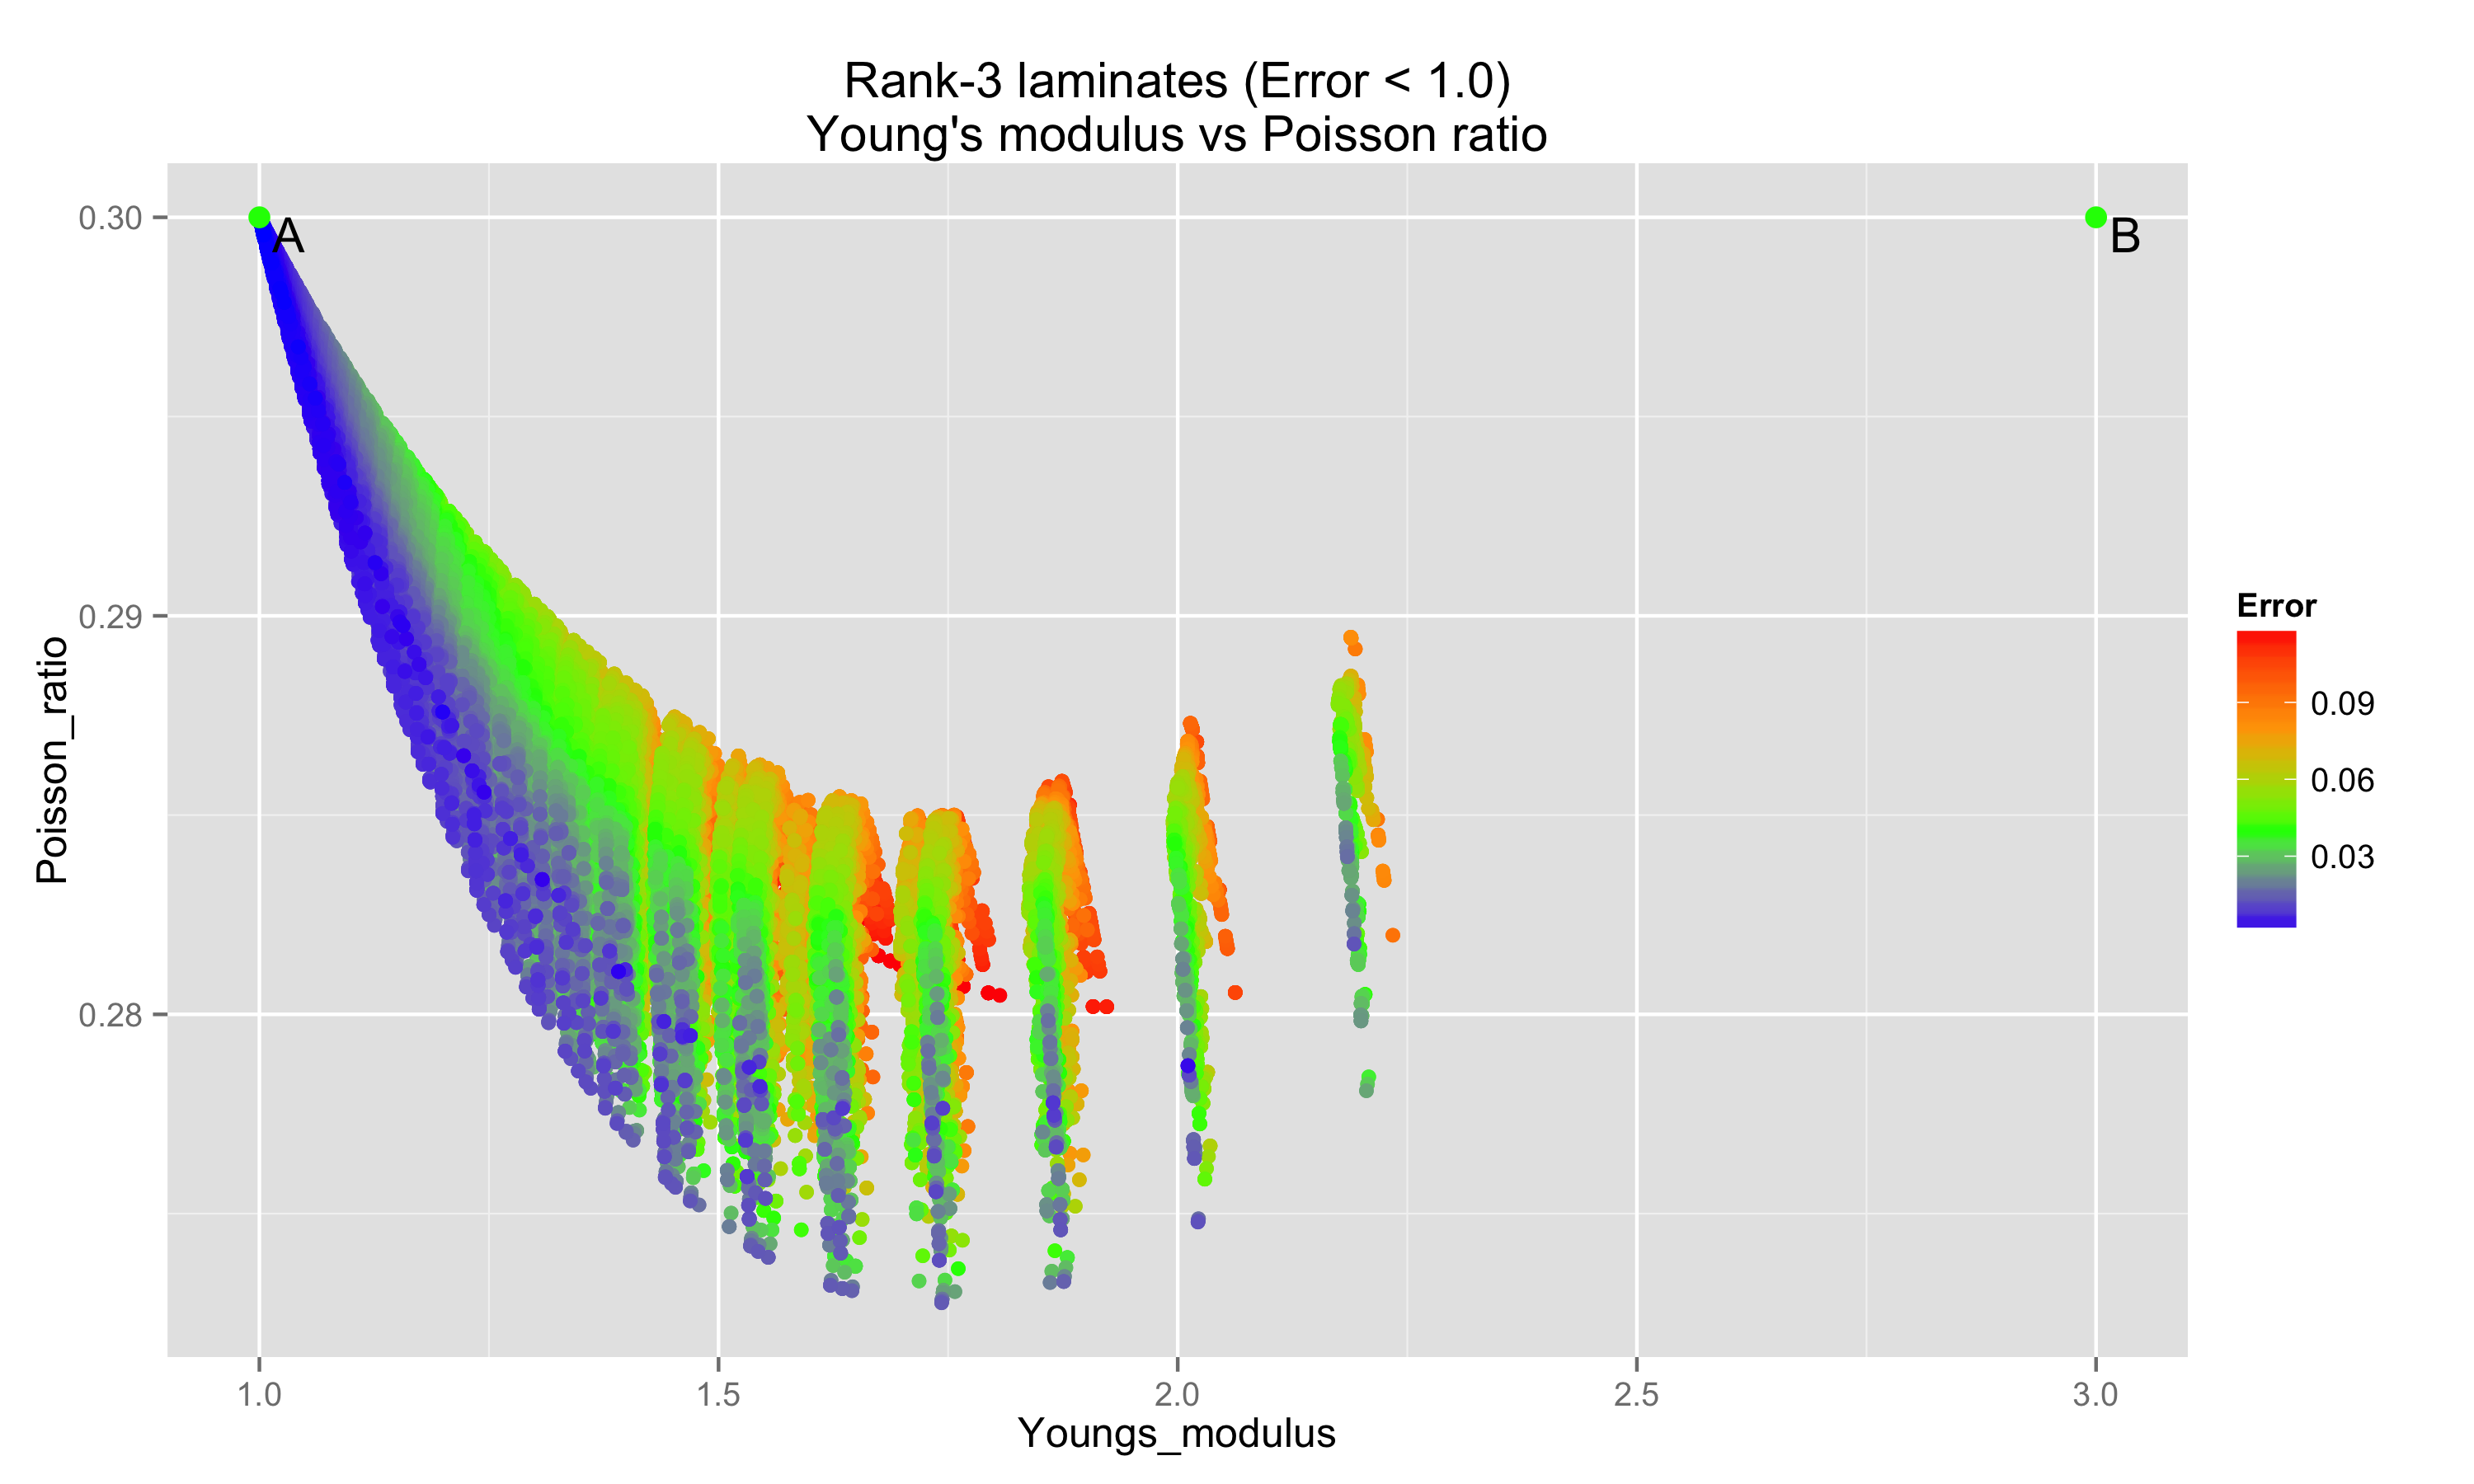 Rank-3 laminates (Error < 1.0)
Young's modulus vs Poisson ratio
0.30
0.29
0.28
Poisson_ratio
A
B
1.0
1.5
2.0
2.5
3.0
Youngs_modulus
Error
0.09
0.06
0.03